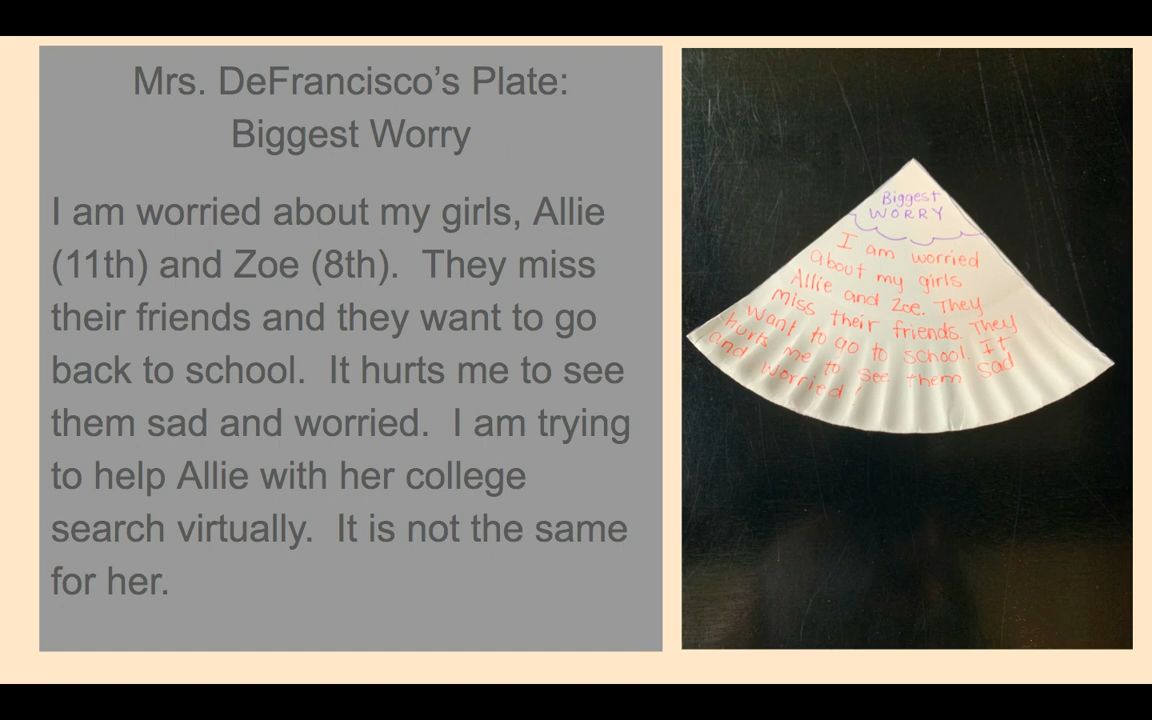 Mrs. DeFrancisco's Plate:
Biggest Worry
I am worried about my girls, Allie
(11th) and Zoe (8th).  They miss
their friends and they want to go
back to school.  It hurts me to see
them sad and worried.  I am trying
to help Allie with her college
search virtually.  It is not the same
for her.
Biggest
WORRY
I am worried
about my girls
Allie and Zoe. They
miss their friends. They
want to go to school. It
hurts me to see them sad
and worried!